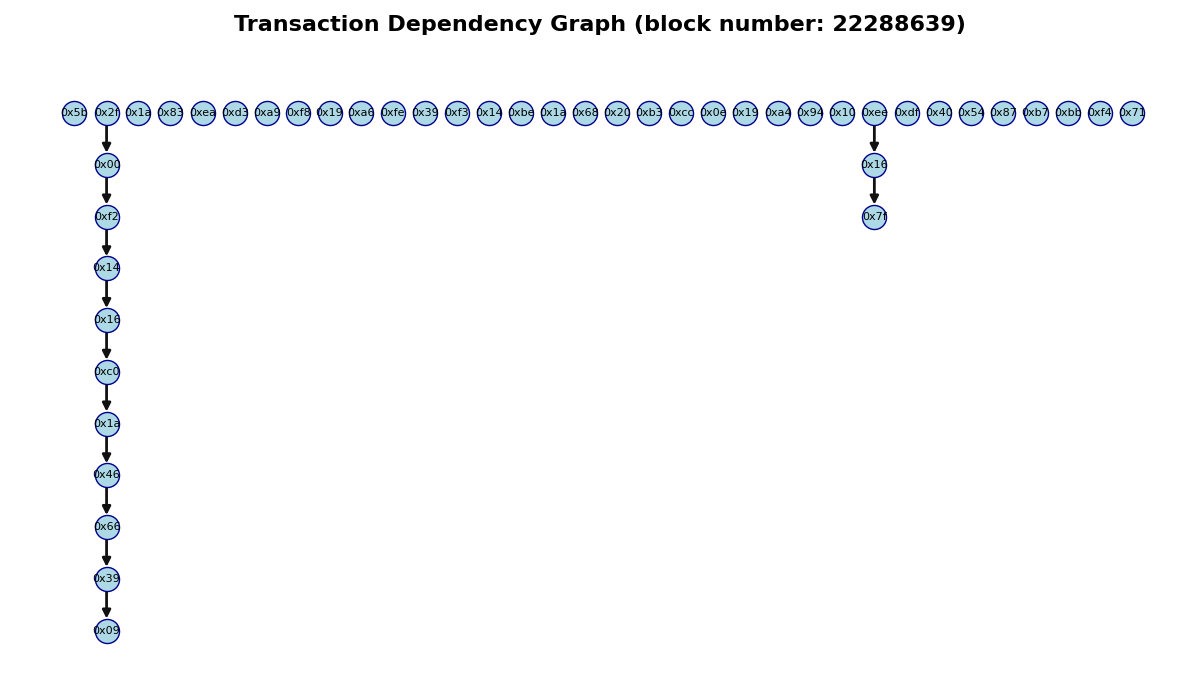 Transaction Dependency Graph (block number: 22288639)
0x5b 0x2f 0x1a 0x83 0xea 0xd3 0xa9 0xf8 0x19 0xa6 0xfe 0x39 0xf3 0x14 0xbe 0x1a 0x68 0x20 0xb3 0xcc 0x0e 0x19 0xa4 0x94 0x10 0xee 0xdf 0x40 0x54 0x87 0xb7 0xbb 0xf4 0x71
0x00 0x16
0xf2 0x7f
0x14
0x16
0xc0
0x1a
0x46
0x66
0x39
0x09